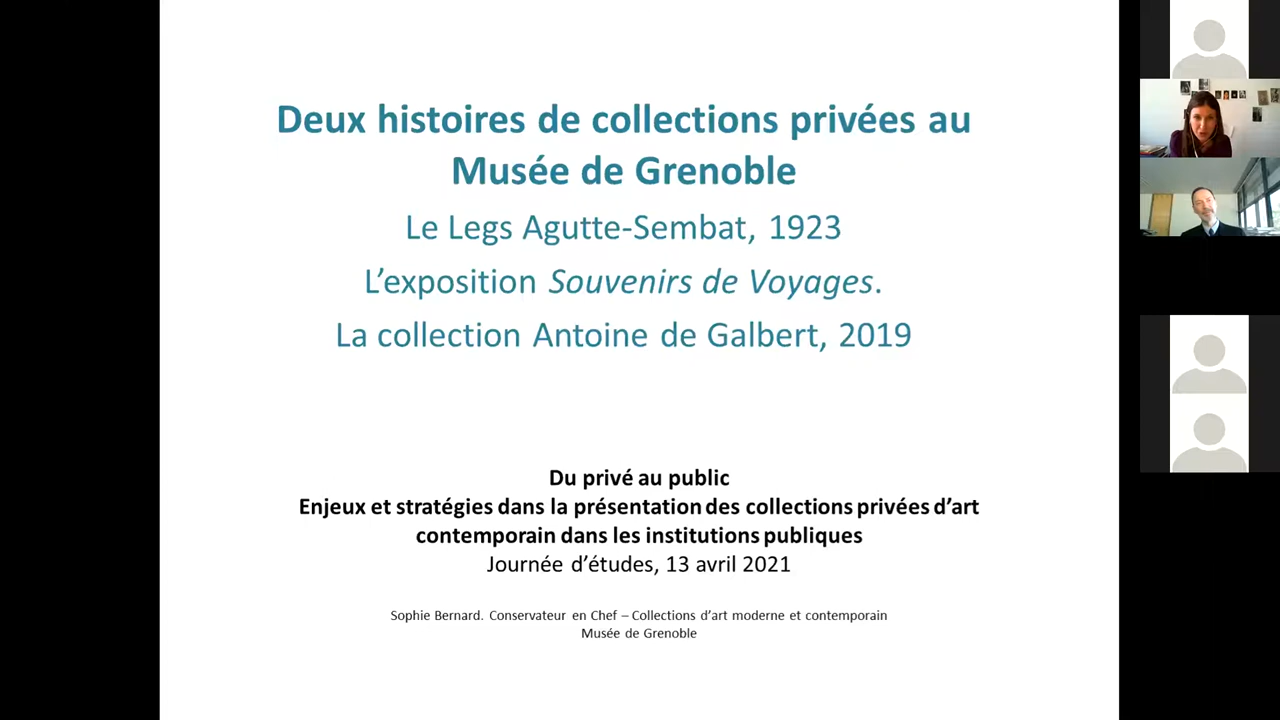 Deux histoires de collections privées au
Musée de Grenoble
Le Legs Agutte-Sembat, 1923
L’exposition Souvenirs de Voyages.
La collection Antoine de Galbert, 2019
Du privé au public
Enjeux et stratégies dans la présentation des collections privées d’art
contemporain dans les institutions publiques
Journée d’études, 13 avril 2021
Sophie Bernard. Conservateur en Chef – Collections d’art moderne et contemporain
Musée de Grenoble